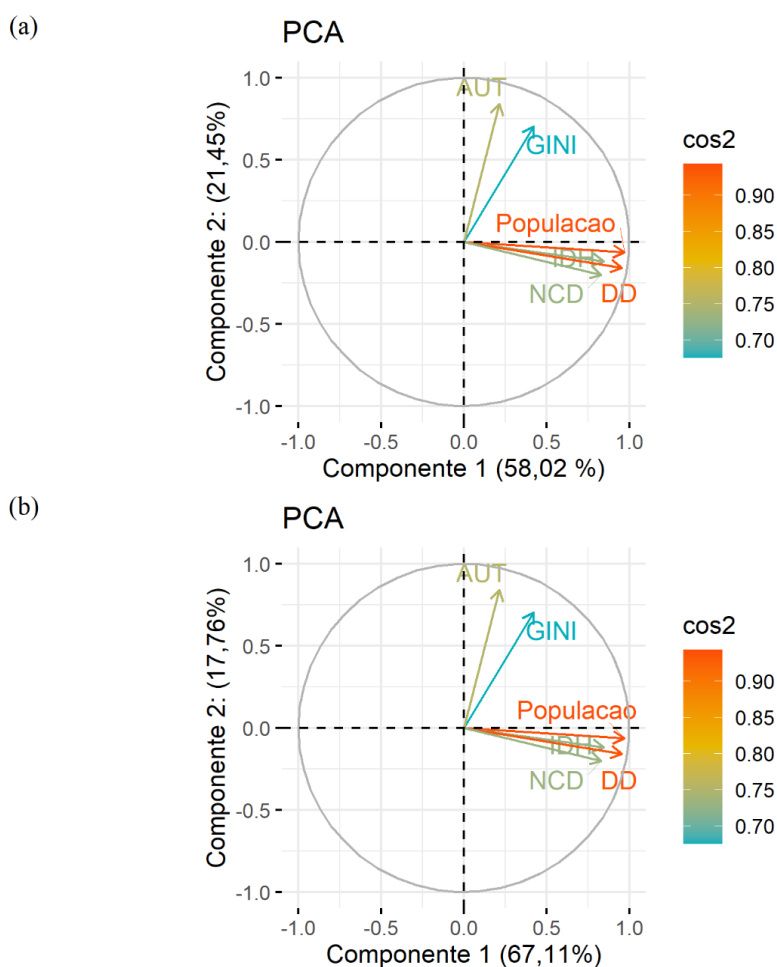 (a)
PCA
AUT
GINI
Populacao
IDH
NCD
DD
1.0
0.5
0.0
-0.5
-1.0
-1.0
-0.5
0.0
0.5
1.0
Componente 2: (21,45%)
Componente 1 (58,02 %)
cos2
0.90
0.85
0.80
0.75
0.70
(b)
PCA
AUT
GINI
Populacao
IDH
NCD
DD
1.0
0.5
0.0
-0.5
-1.0
-1.0
-0.5
0.0
0.5
1.0
Componente 2: (17,76%)
Componente 1 (67,11%)
cos2
0.90
0.85
0.80
0.75
0.70